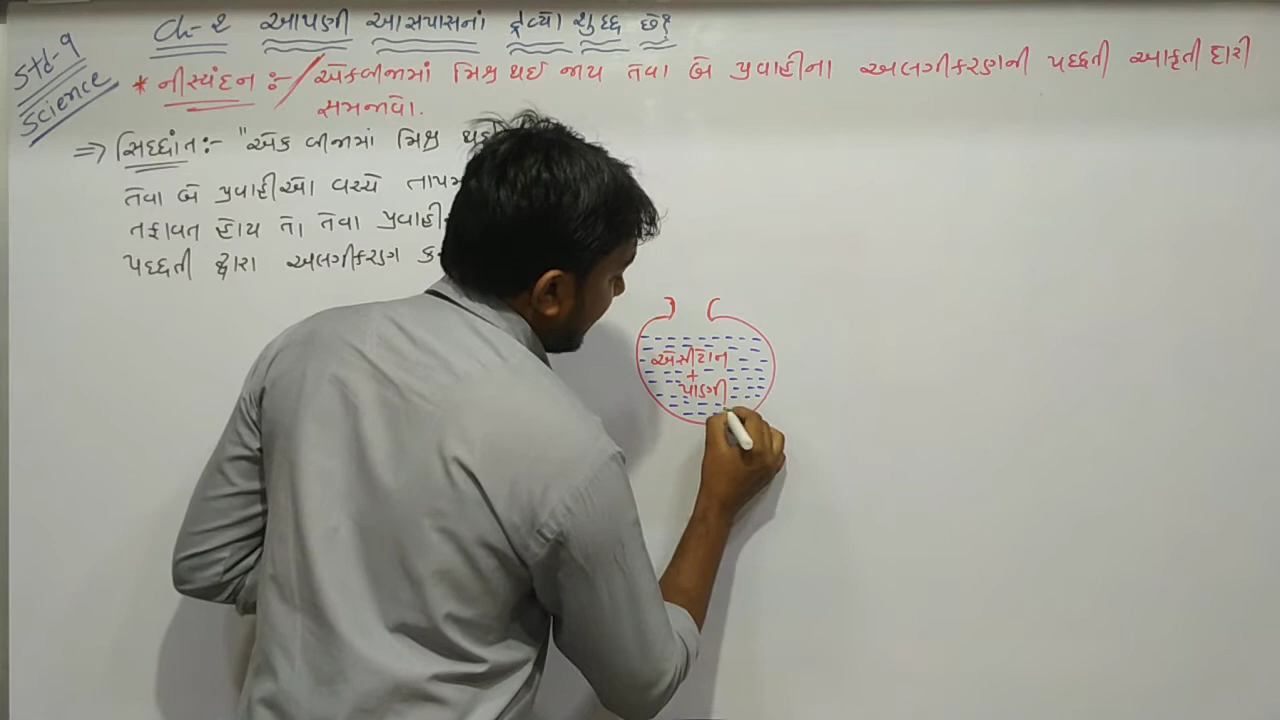 Std-9
Science
Ch-2 આપણી આસપાસનાં દ્રવ્યો શુદ્ધ છે?
* નીસ્યંદન :- / એકબીજામાં મિશ્ર થઈ જાય તેવા બે પ્રવાહીના અલગીકરણની પદ્ધતી આકૃતી દોરી
સમજાવો.
⇒ સિદ્ધાંત:- "એક બીજામાં મિશ્ર
તેવા બે પ્રવાહીઓ વચ્ચે
તફાવત હોય તો તેવા
પદ્ધતી દ્વારા અલગીકરણ
એસીટોન
+
પાણી